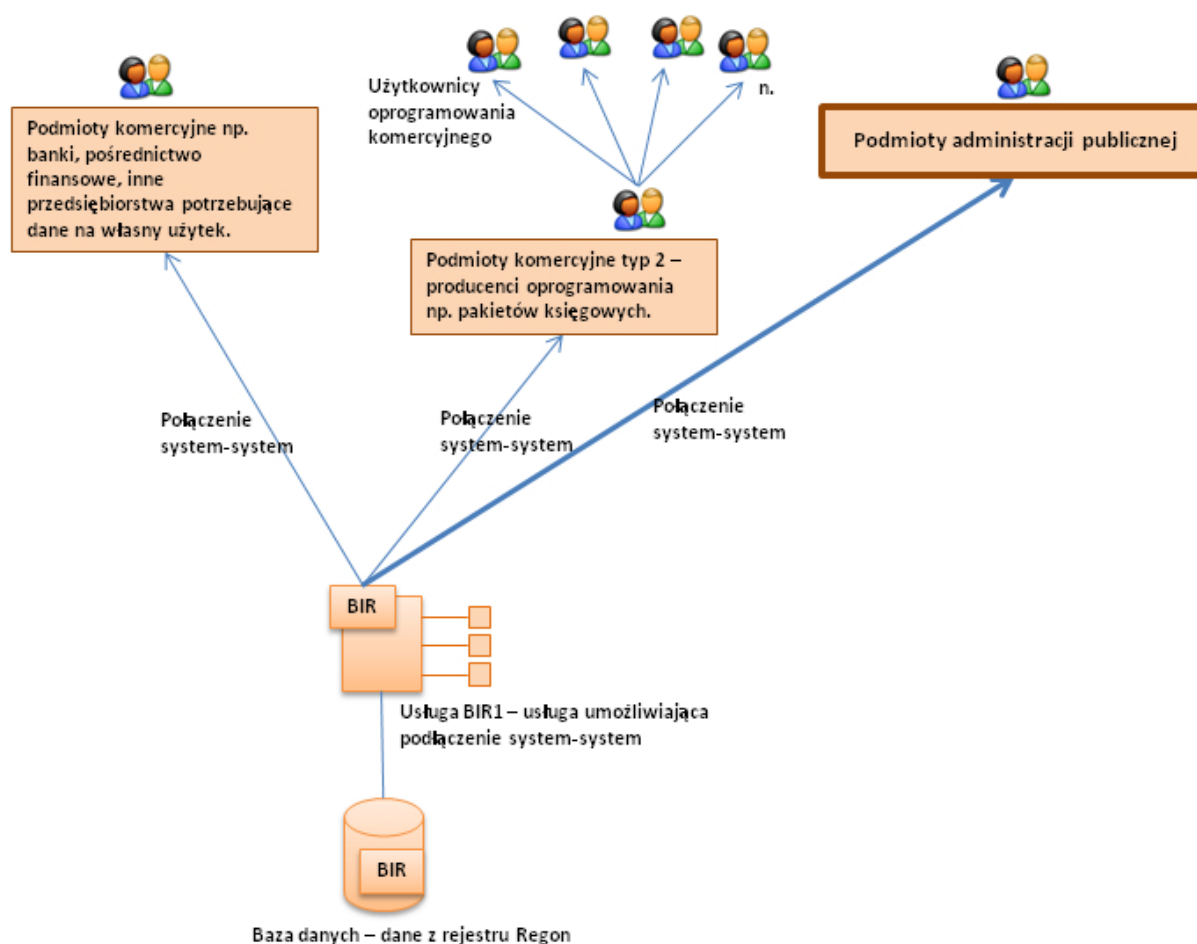 Użytkownicy
oprogramowania
komercyjnego
n.
Podmioty komercyjne np.
banki, pośrednictwo
finansowe, inne
przedsiębiorstwa potrzebujące
dane na własny użytek.
Podmioty administracji publicznej
Podmioty komercyjne typ 2 –
producenci oprogramowania
np. pakietów księgowych.
Połączenie
system-system
Połączenie
system-system
Połączenie
system-system
BIR
Usługa BIR1 – usługa umożliwiająca
podłączenie system-system
BIR
Baza danych – dane z rejestru Regon